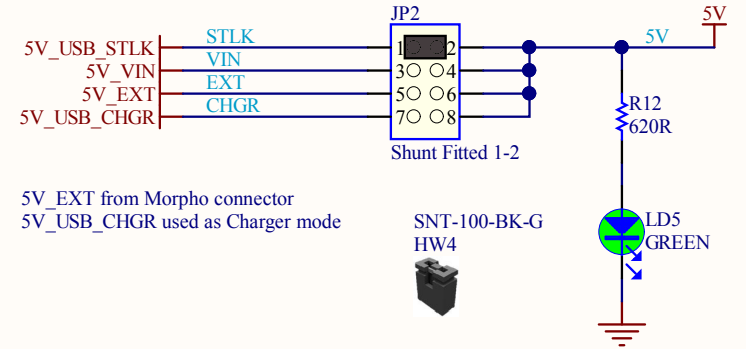 JP2
5V
5V_USB_STLK STLK 1 2 5V
5V_VIN VIN 3 4
5V_EXT EXT 5 6
5V_USB_CHGR CHGR 7 8
R12
620R
Shunt Fitted 1-2
5V_EXT from Morpho connector
5V_USB_CHGR used as Charger mode
SNT-100-BK-G
HW4
LD5
GREEN